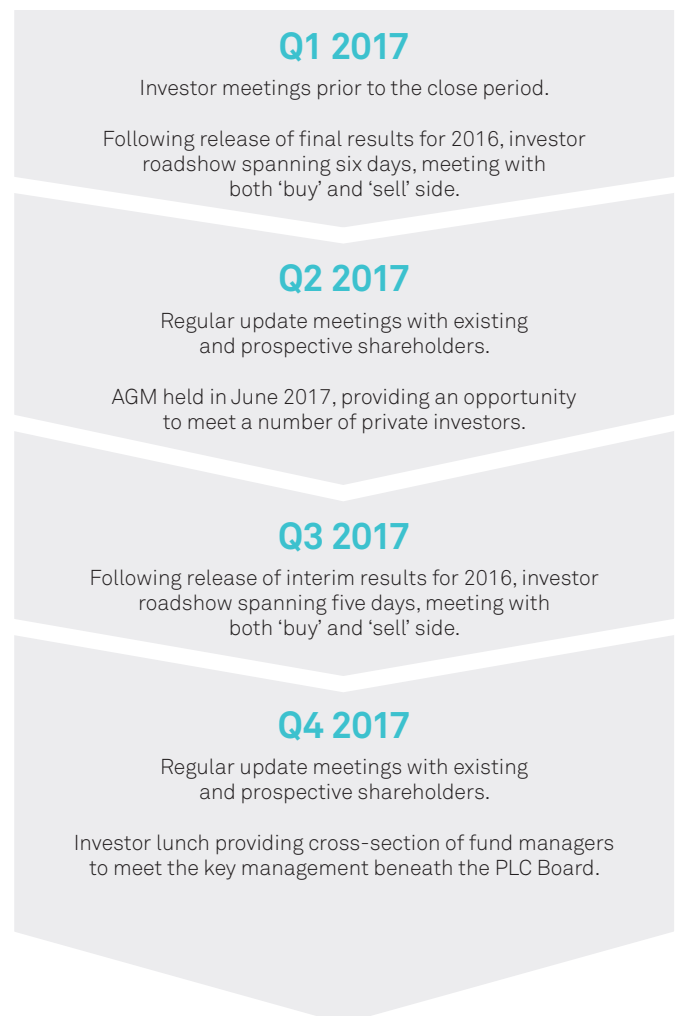 Q1 2017
Investor meetings prior to the close period.
Following release of final results for 2016, investor
roadshow spanning six days, meeting with
both ‘buy’ and ‘sell’ side.
Q2 2017
Regular update meetings with existing
and prospective shareholders.
AGM held in June 2017, providing an opportunity
to meet a number of private investors.
Q3 2017
Following release of interim results for 2016, investor
roadshow spanning five days, meeting with
both ‘buy’ and ‘sell’ side.
Q4 2017
Regular update meetings with existing
and prospective shareholders.
Investor lunch providing cross-section of fund managers
to meet the key management beneath the PLC Board.